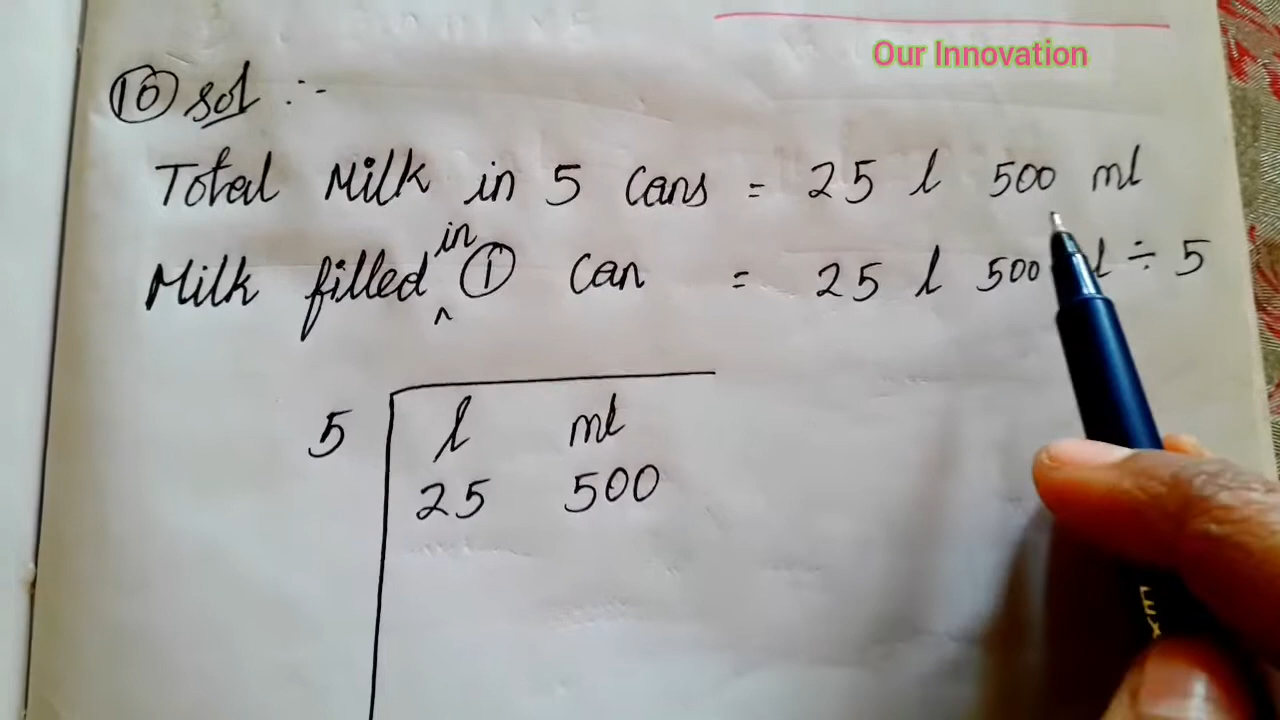 Our Innovation
10 sol :-
Total Milk in 5 Cans = 25 l 500 ml
in
Milk filled ^ 1 Can = 25 l 500 l ÷ 5
5 l ml
25 500